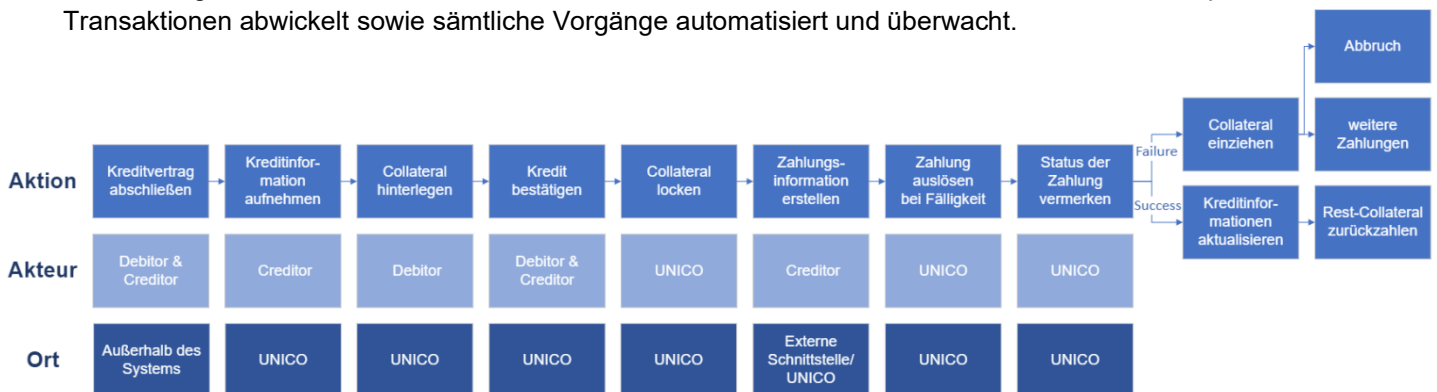 Transaktionen abwickelt sowie sämtliche Vorgänge automatisiert und überwacht.
Abbruch
Collateral
einziehen
weitere
Zahlungen
Failure
Success
Aktion
Kreditvertrag
abschließen
Kreditinfor-
mation
aufnehmen
Collateral
hinterlegen
Kredit
bestätigen
Collateral
locken
Zahlungs-
information
erstellen
Zahlung
auslösen
bei Fälligkeit
Status der
Zahlung
vermerken
Kreditinfor-
mationen
aktualisieren
Rest-Collateral
zurückzahlen
Akteur
Debitor &
Creditor
Creditor
Debitor
Debitor &
Creditor
UNICO
Creditor
UNICO
UNICO
Ort
Außerhalb des
Systems
UNICO
UNICO
UNICO
UNICO
Externe
Schnittstelle/
UNICO
UNICO
UNICO